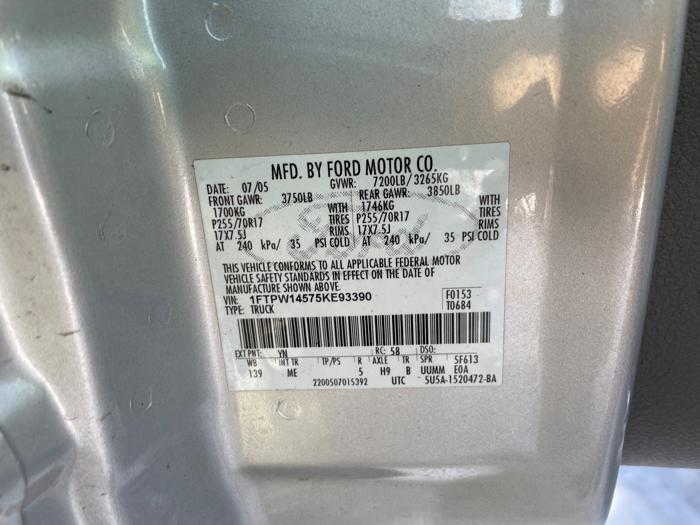 MFD. BY FORD MOTOR CO.
DATE: 07/05 GVWR: 7200LB/3265KG
FRONT GAWR: 3750LB REAR GAWR: 3850LB
1700KG WITH 1746KG WITH
P255/70R17 TIRES P255/70R17 TIRES
17X7.5J RIMS 17X7.5J RIMS
AT 240 kPa/ 35 PSI COLD AT 240 kPa/ 35 PSI COLD
THIS VEHICLE CONFORMS TO ALL APPLICABLE FEDERAL MOTOR
VEHICLE SAFETY STANDARDS IN EFFECT ON THE DATE OF
MANUFACTURE SHOWN ABOVE.
VIN: 1FTPW14575KE93390 F0153
TYPE: TRUCK T0684
EXT PNT: YN RC: 58 DSO:
WB INT TR TP/PS R AXLE TR SPR 5F613
139 ME 5 H9 B UUMM E0A
2200507015392 UTC 5U5A-1520472-BA